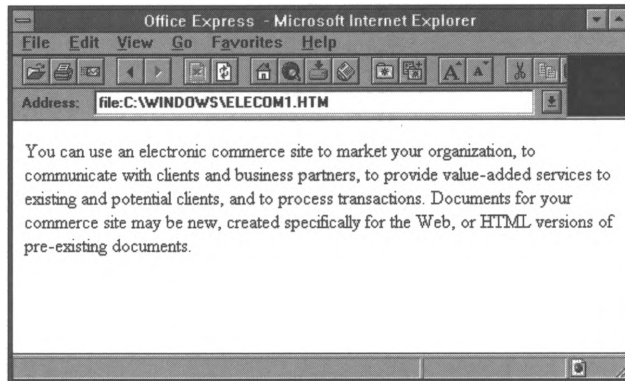 Office Express - Microsoft Internet Explorer
File Edit View Go Favorites Help
Address: file:C:\WINDOWS\ELECOM1.HTM
You can use an electronic commerce site to market your organization, to
communicate with clients and business partners, to provide value-added services to
existing and potential clients, and to process transactions. Documents for your
commerce site may be new, created specifically for the Web, or HTML versions of
pre-existing documents.